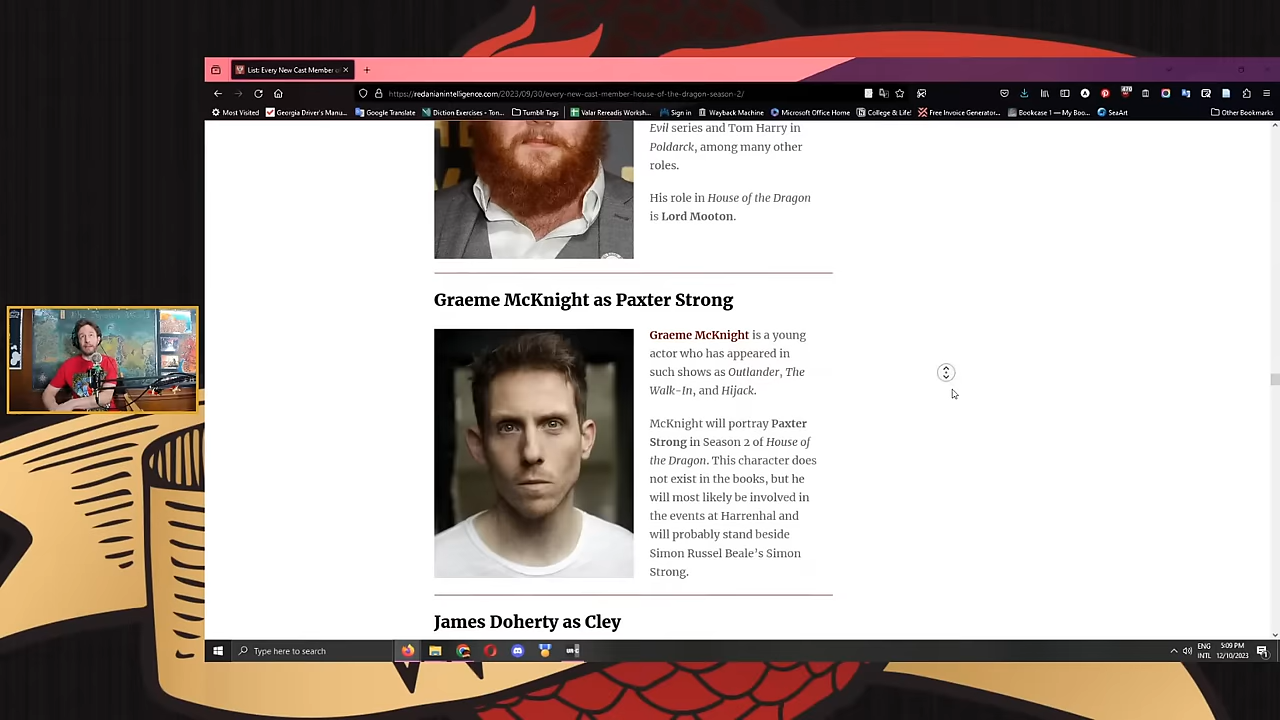 List: Every New Cast Member of
https://redanianintelligence.com/2023/09/30/every-new-cast-member-house-of-the-dragon-season-2/
Most Visited
Georgia Driver's Manu...
Google Translate
Diction Exercises - Ton...
Tumblr Tags
Valar Rereadis Worksh...
Sign in
Wayback Machine
Microsoft Office Home
College & Life!
Free Invoice Generator...
Bookcase 1 — My Boo...
SeaArt
Other Bookmarks
Evil series and Tom Harry in
Poldarck, among many other
roles.
His role in House of the Dragon
is Lord Mooton.
Graeme McKnight as Paxter Strong
Graeme McKnight is a young
actor who has appeared in
such shows as Outlander, The
Walk-In, and Hijack.
McKnight will portray Paxter
Strong in Season 2 of House of
the Dragon. This character does
not exist in the books, but he
will most likely be involved in
the events at Harrenhal and
will probably stand beside
Simon Russel Beale's Simon
Strong.
James Doherty as Cley
Type here to search
ENG
INTL
5:09 PM
12/10/2023